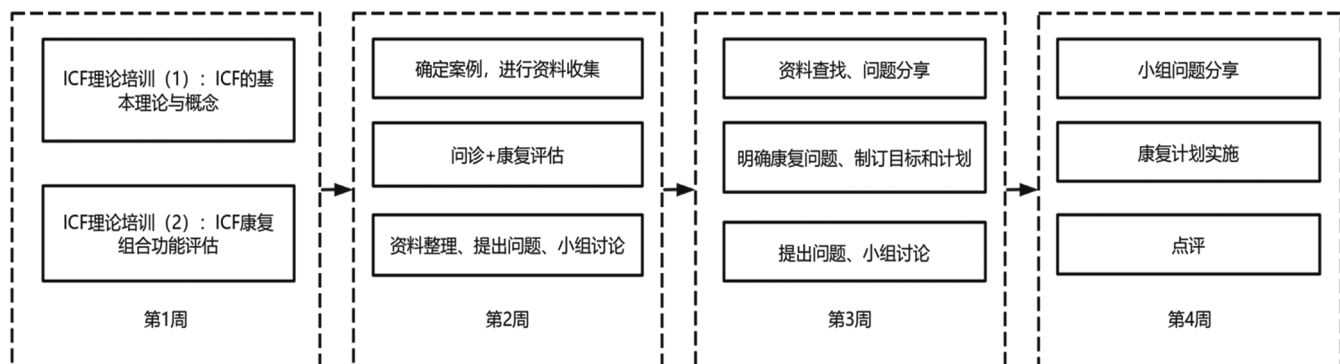 ICF理论培训（1）：ICF的基
本理论与概念
ICF理论培训（2）：ICF康复
组合功能评估
第1周
确定案例，进行资料收集
问诊+康复评估
资料整理、提出问题、小组讨论
第2周
资料查找、问题分享
明确康复问题、制订目标和计划
提出问题、小组讨论
第3周
小组问题分享
康复计划实施
点评
第4周